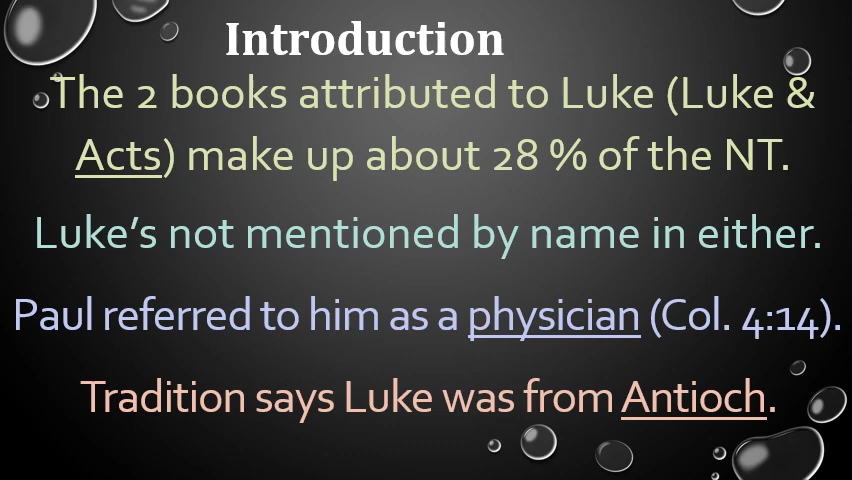 Introduction
The 2 books attributed to Luke (Luke &
Acts) make up about 28 % of the NT.
Luke’s not mentioned by name in either.
Paul referred to him as a physician (Col. 4:14).
Tradition says Luke was from Antioch.